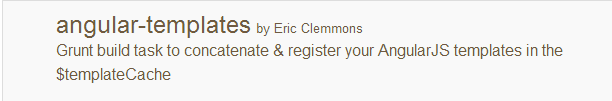 angular-templates by Eric Clemmons
Grunt build task to concatenate & register your AngularJS templates in the
$templateCache